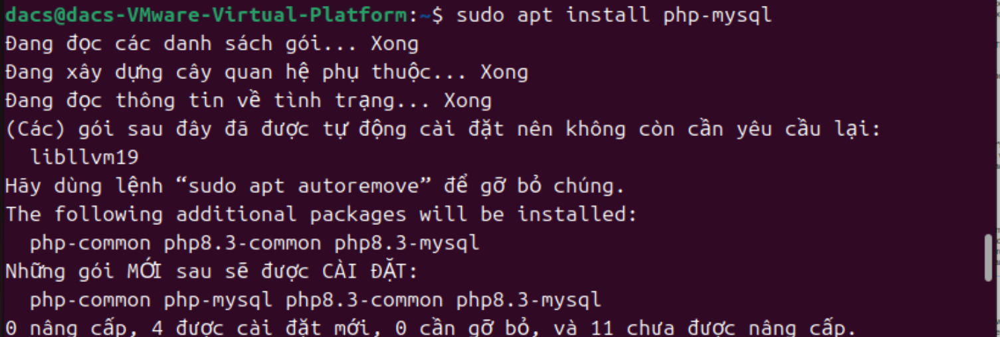 dacs@dacs-VMware-Virtual-Platform:~$ sudo apt install php-mysql
Đang đọc các danh sách gói... Xong
Đang xây dựng cây quan hệ phụ thuộc... Xong
Đang đọc thông tin về tình trạng... Xong
(Các) gói sau đây đã được tự động cài đặt nên không còn cần yêu cầu lại:
  libllvm19
Hãy dùng lệnh “sudo apt autoremove” để gỡ bỏ chúng.
The following additional packages will be installed:
  php-common php8.3-common php8.3-mysql
Những gói MỚI sau sẽ được CÀI ĐẶT:
  php-common php-mysql php8.3-common php8.3-mysql
0 nâng cấp, 4 được cài đặt mới, 0 cần gỡ bỏ, và 11 chưa được nâng cấp.